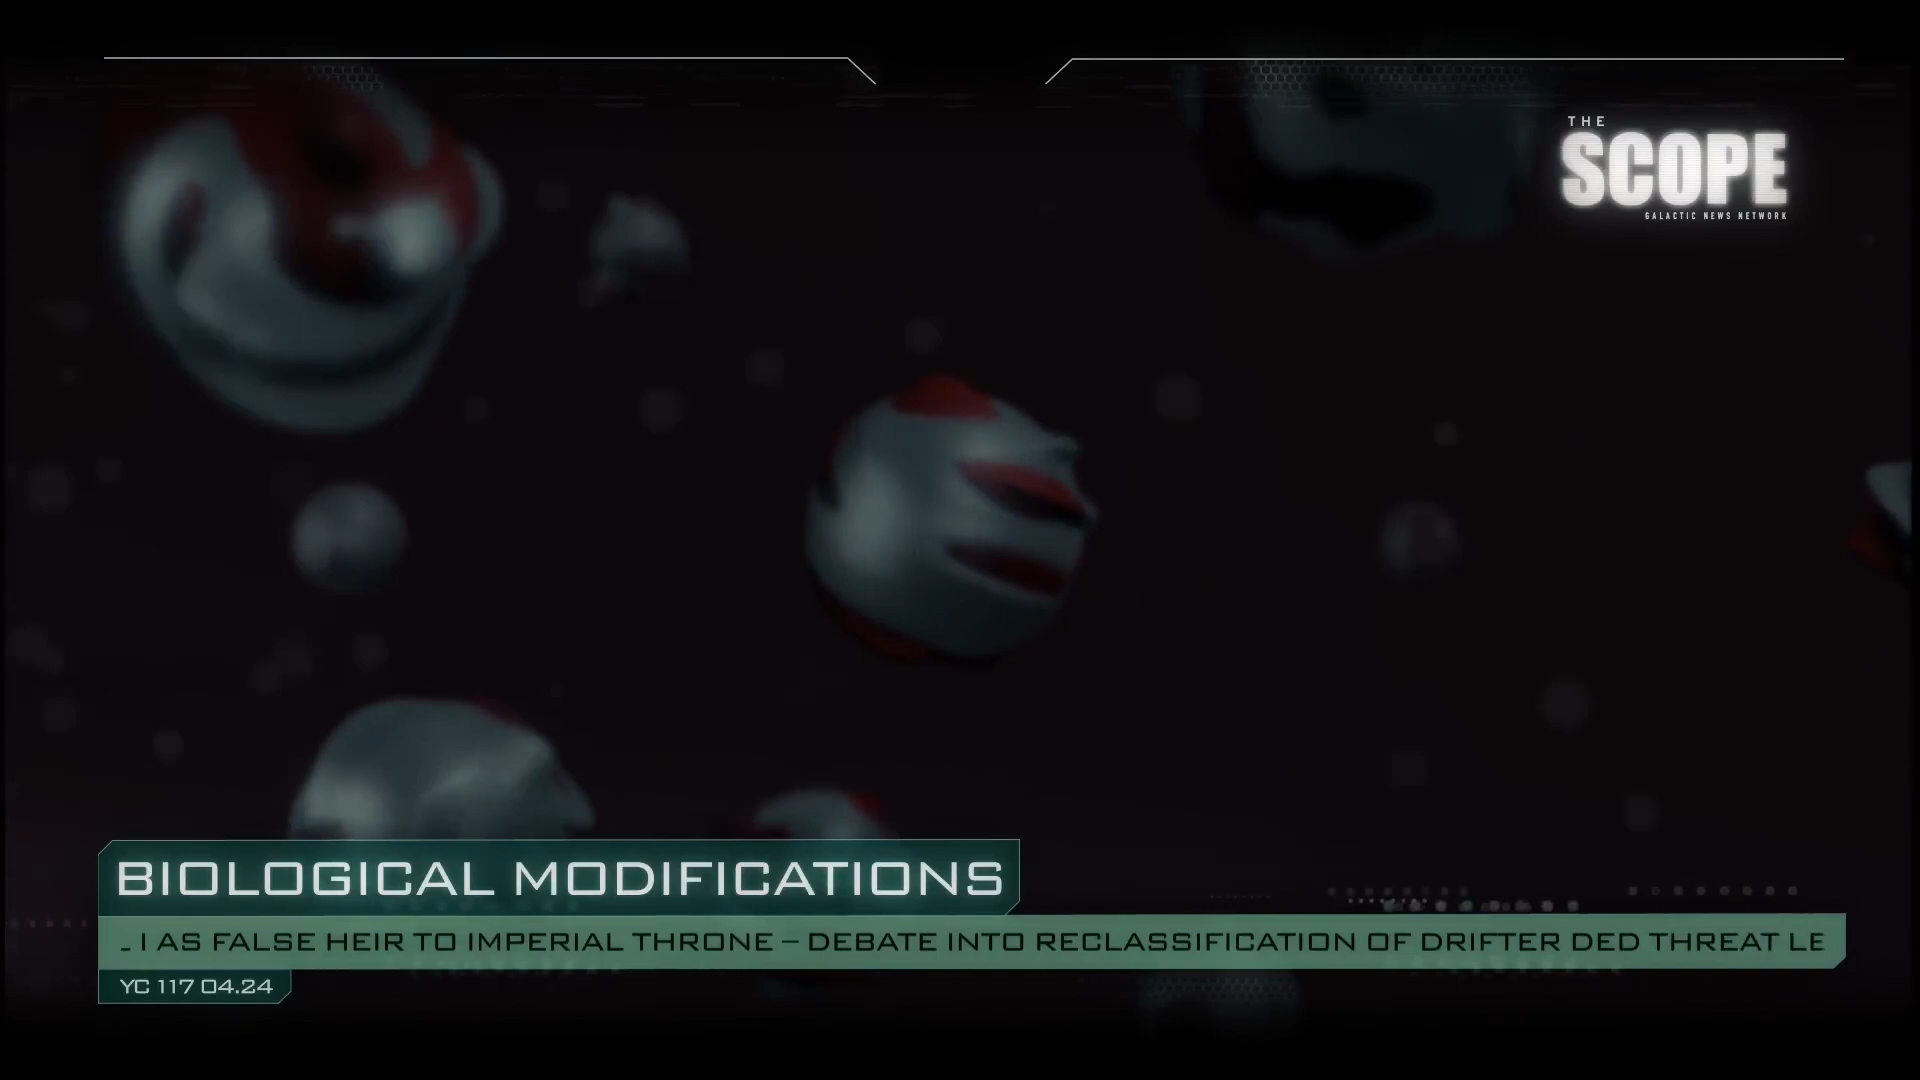 THE
SCOPE
GALACTIC NEWS NETWORK
BIOLOGICAL MODIFICATIONS
I AS FALSE HEIR TO IMPERIAL THRONE – DEBATE INTO RECLASSIFICATION OF DRIFTER DED THREAT LE
YC 117 04.24